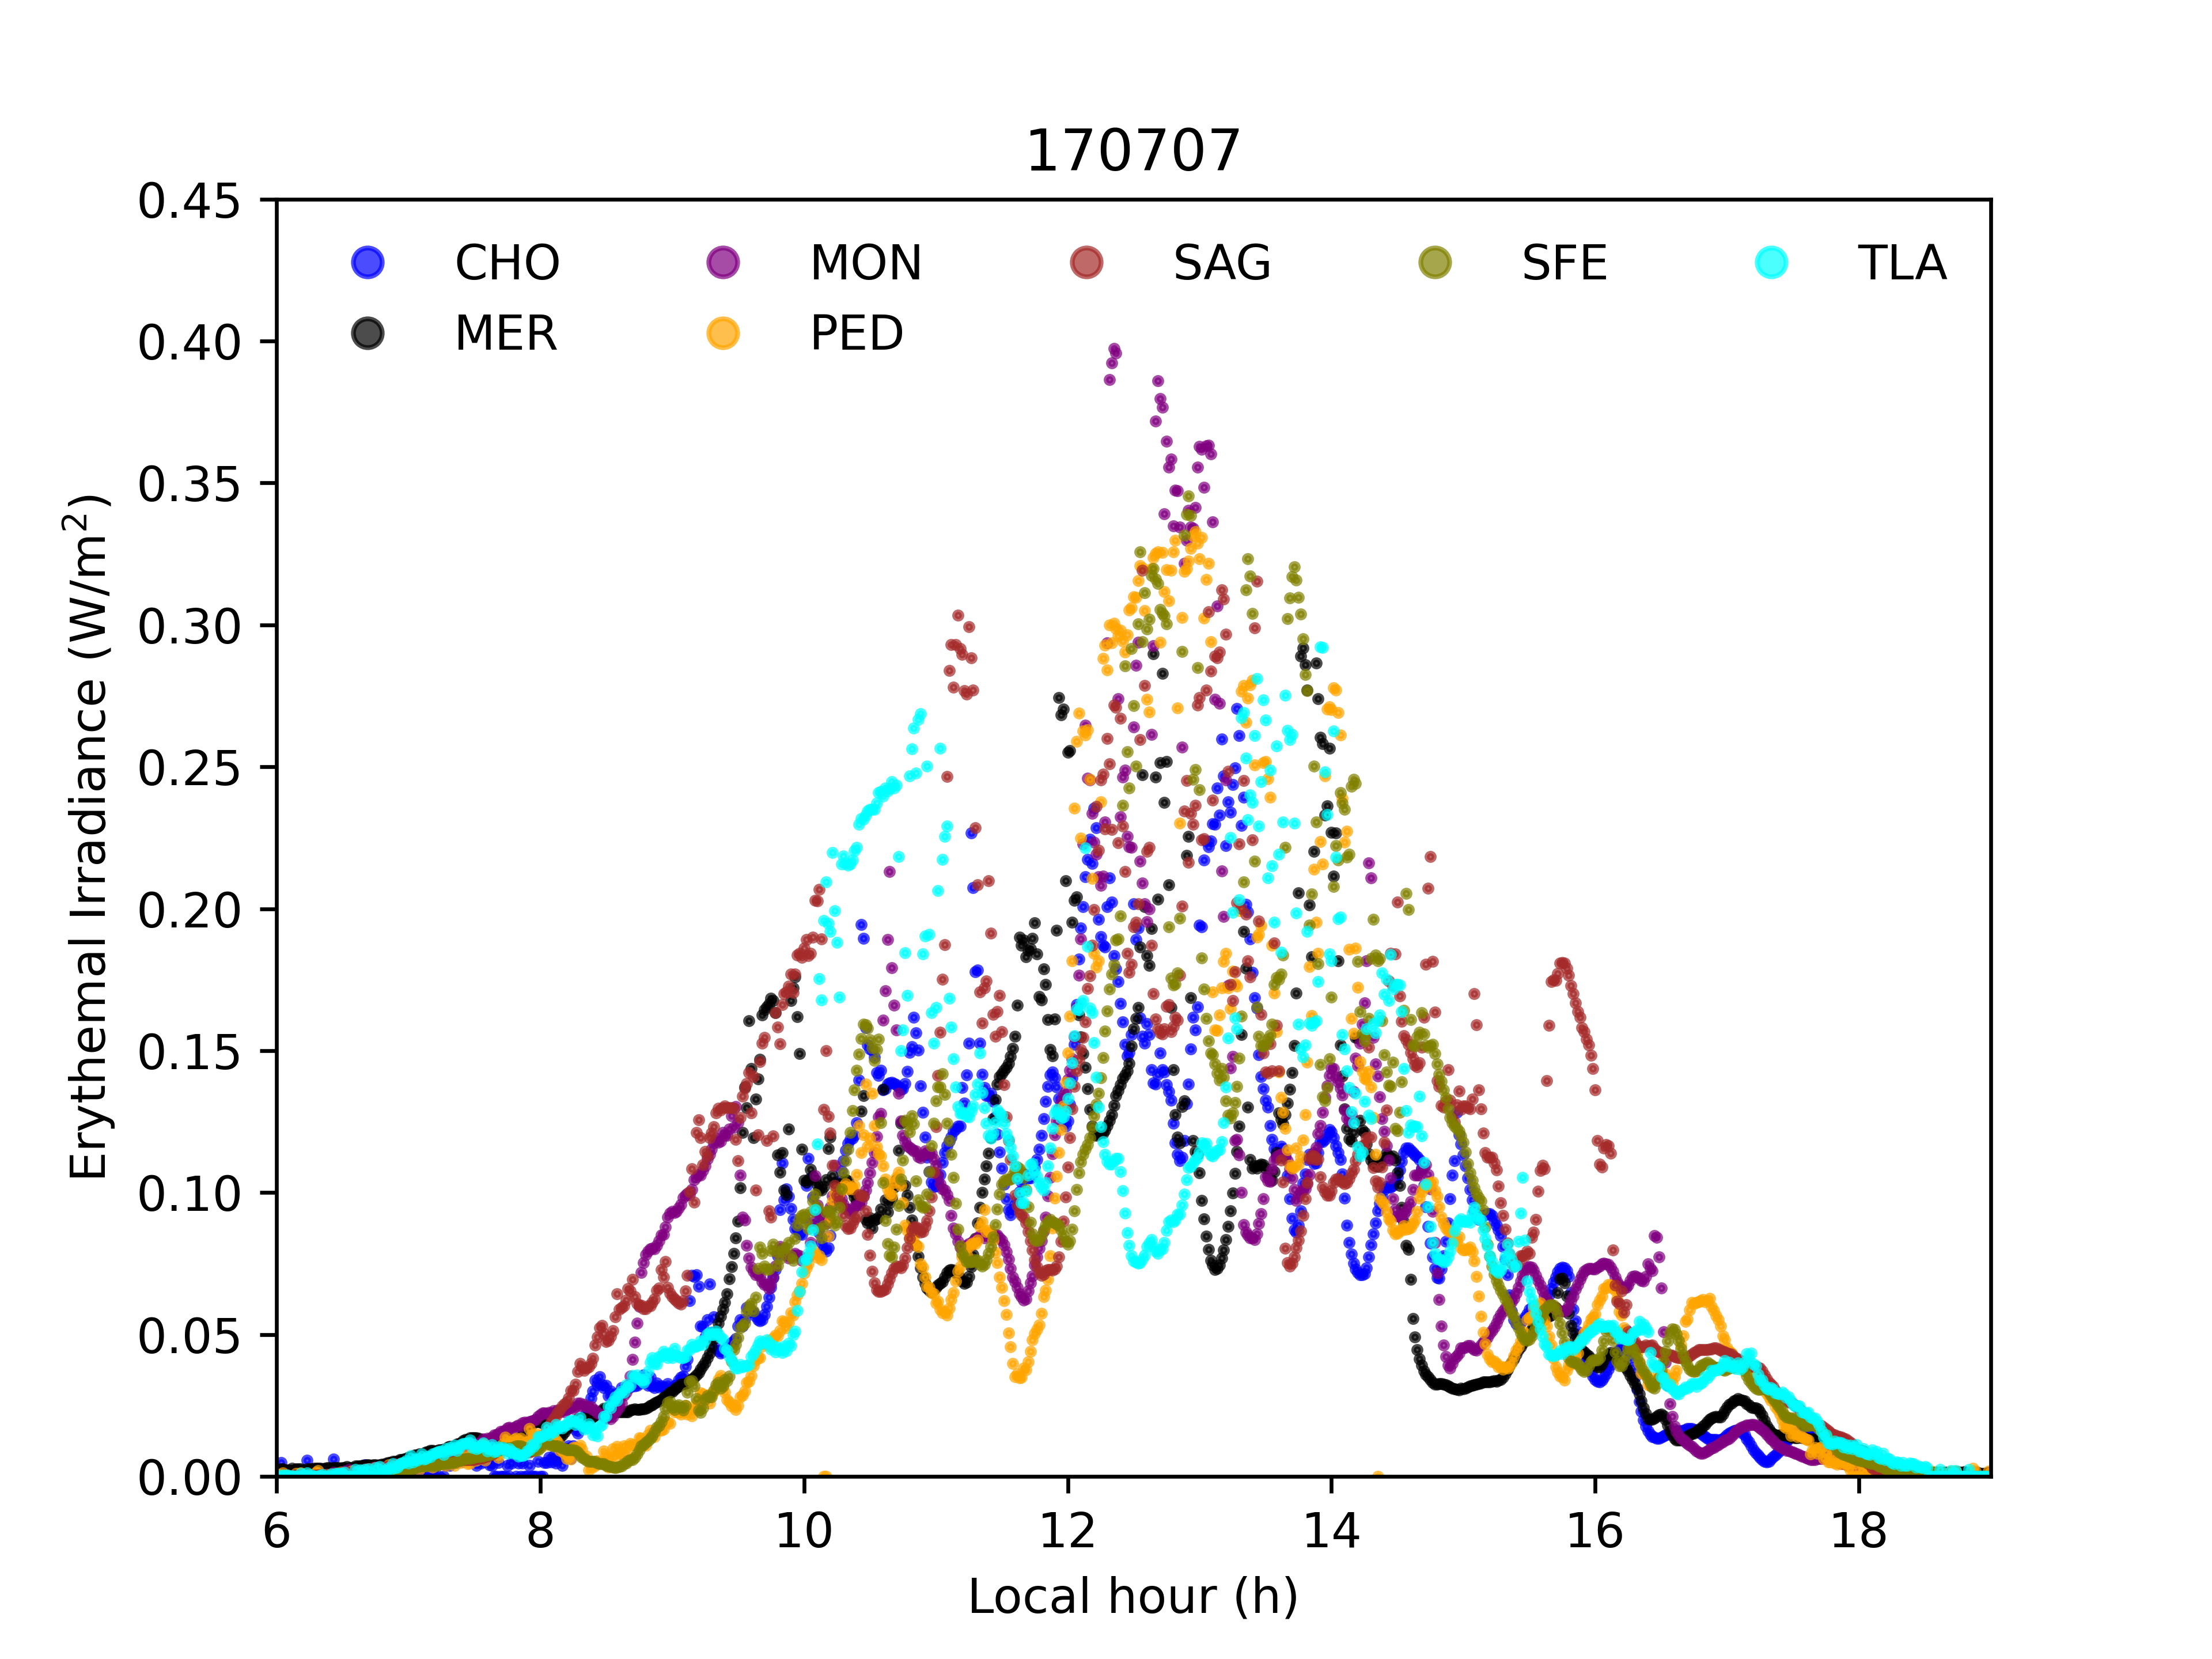 170707
0.45
CHO MON SAG SFE TLA
MER PED
0.40
0.35
0.30
0.25
0.20
0.15
0.10
0.05
0.00
Erythemal Irradiance (W/m²)
6 8 10 12 14 16 18
Local hour (h)